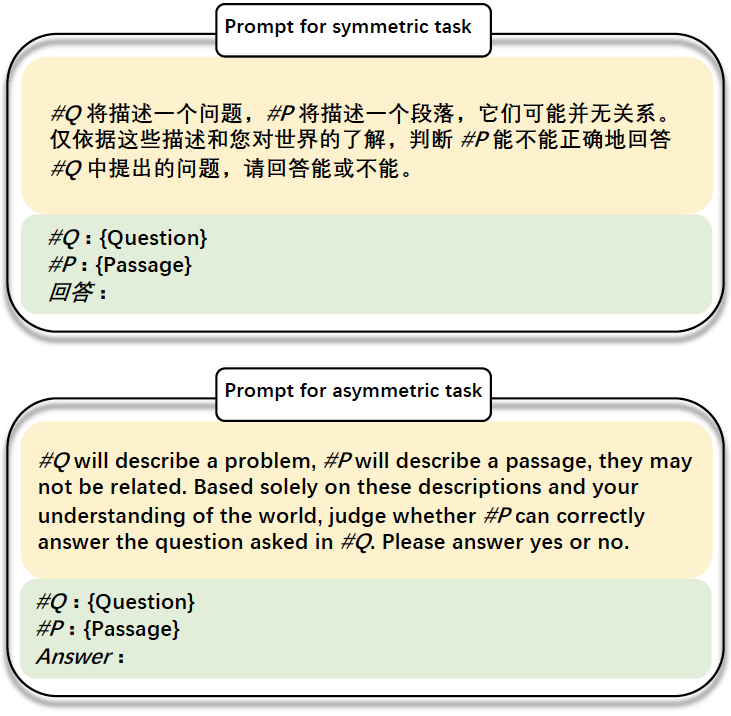 Prompt for symmetric task
#Q 将描述一个问题，#P 将描述一个段落，它们可能并无关系。
仅依据这些描述和您对世界的了解，判断 #P 能不能正确地回答
#Q 中提出的问题，请回答能或不能。
#Q：{Question}
#P：{Passage}
回答：
Prompt for asymmetric task
#Q will describe a problem, #P will describe a passage, they may
not be related. Based solely on these descriptions and your
understanding of the world, judge whether #P can correctly
answer the question asked in #Q. Please answer yes or no.
#Q：{Question}
#P：{Passage}
Answer：